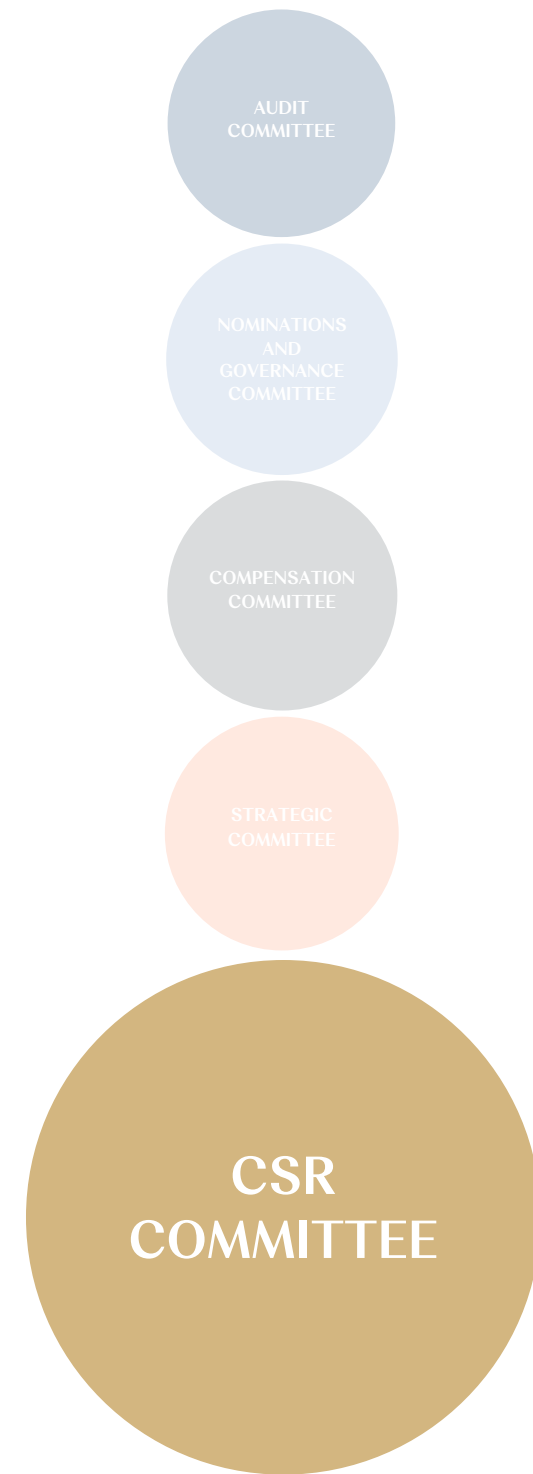 AUDIT
COMMITTEE
NOMINATIONS
AND
GOVERNANCE
COMMITTEE
COMPENSATION
COMMITTEE
STRATEGIC
COMMITTEE
CSR
COMMITTEE